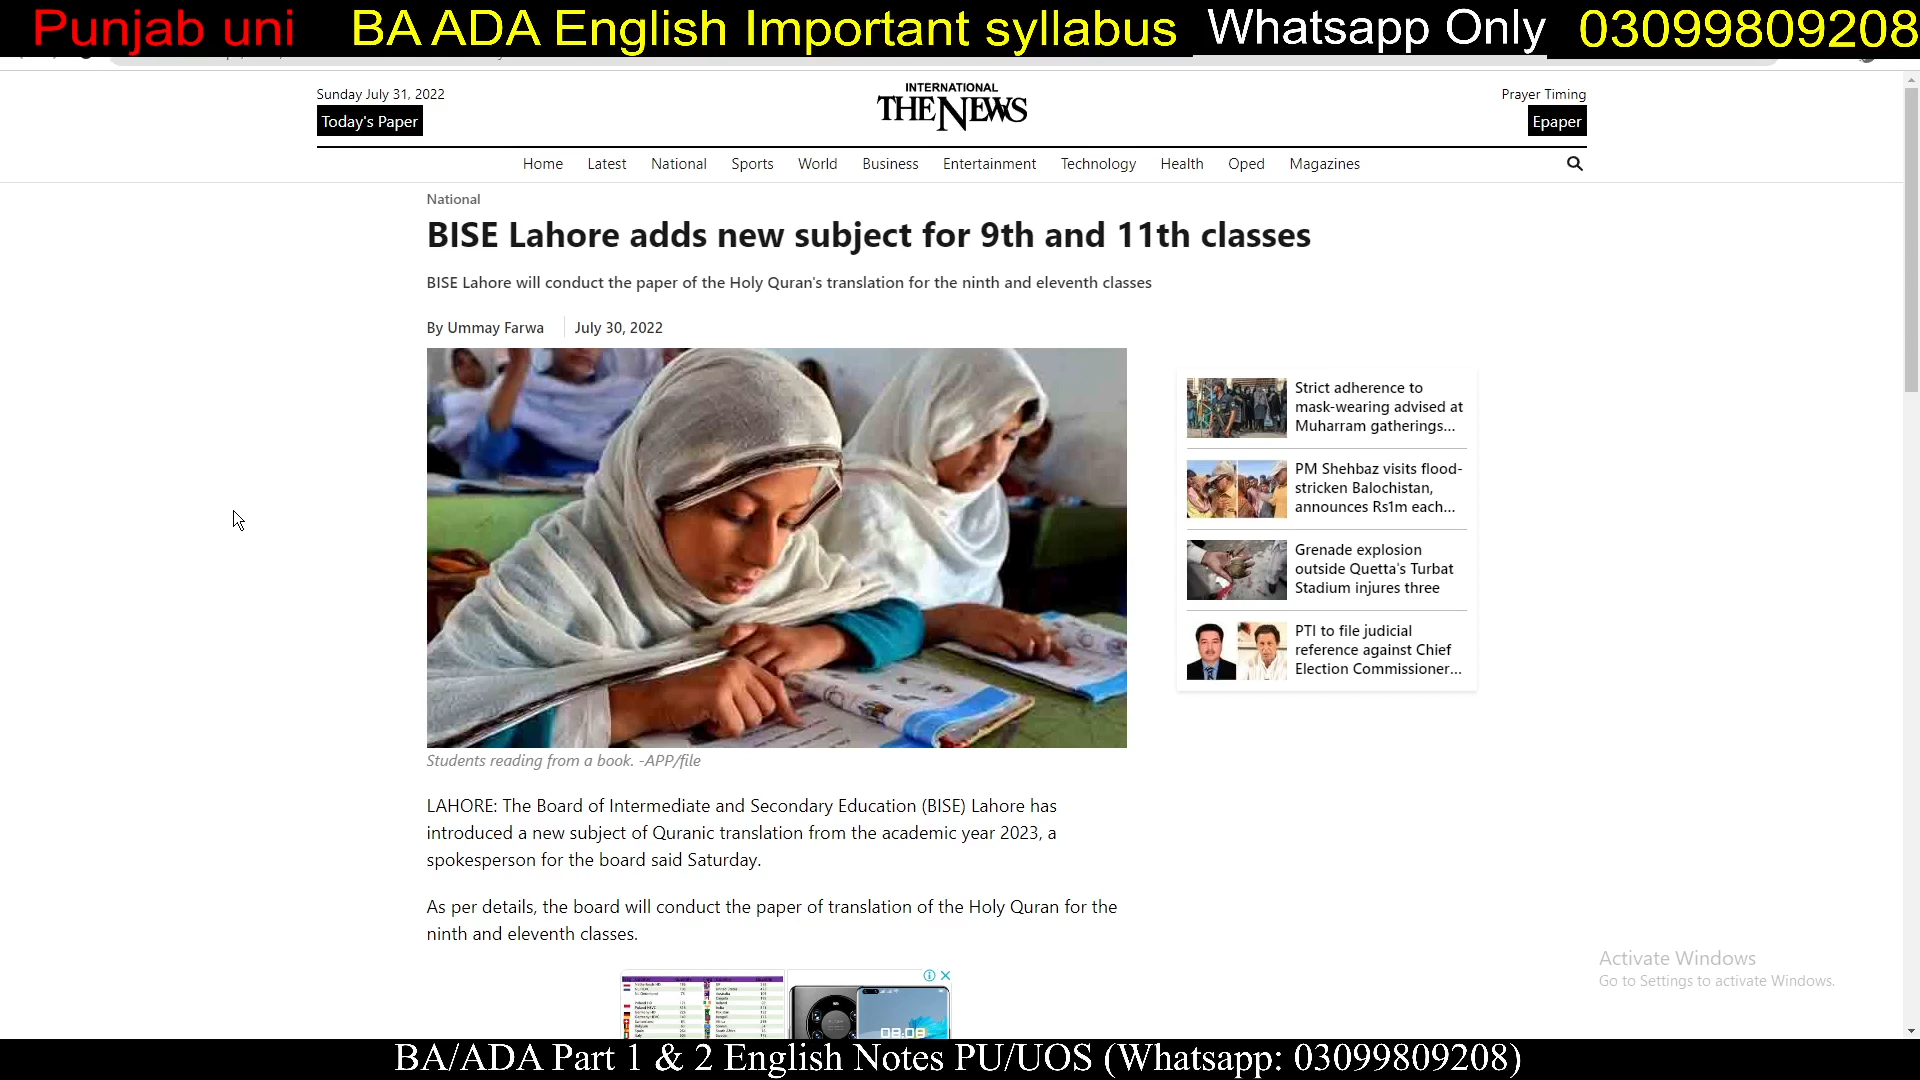 Punjab uni BA ADA English Important syllabus Whatsapp Only 03099809208
Sunday July 31, 2022
Today's Paper
INTERNATIONAL
THE NEWS
Prayer Timing
Epaper
Home Latest National Sports World Business Entertainment Technology Health Oped Magazines
National
BISE Lahore adds new subject for 9th and 11th classes
BISE Lahore will conduct the paper of the Holy Quran's translation for the ninth and eleventh classes
By Ummay Farwa July 30, 2022
Strict adherence to
mask-wearing advised at
Muharram gatherings...
PM Shehbaz visits flood-
stricken Balochistan,
announces Rs1m each...
Grenade explosion
outside Quetta's Turbat
Stadium injures three
PTI to file judicial
reference against Chief
Election Commissioner...
Students reading from a book. -APP/file
LAHORE: The Board of Intermediate and Secondary Education (BISE) Lahore has
introduced a new subject of Quranic translation from the academic year 2023, a
spokesperson for the board said Saturday.
As per details, the board will conduct the paper of translation of the Holy Quran for the
ninth and eleventh classes.
08:08
Activate Windows
Go to Settings to activate Windows.
BA/ADA Part 1 & 2 English Notes PU/UOS (Whatsapp: 03099809208)